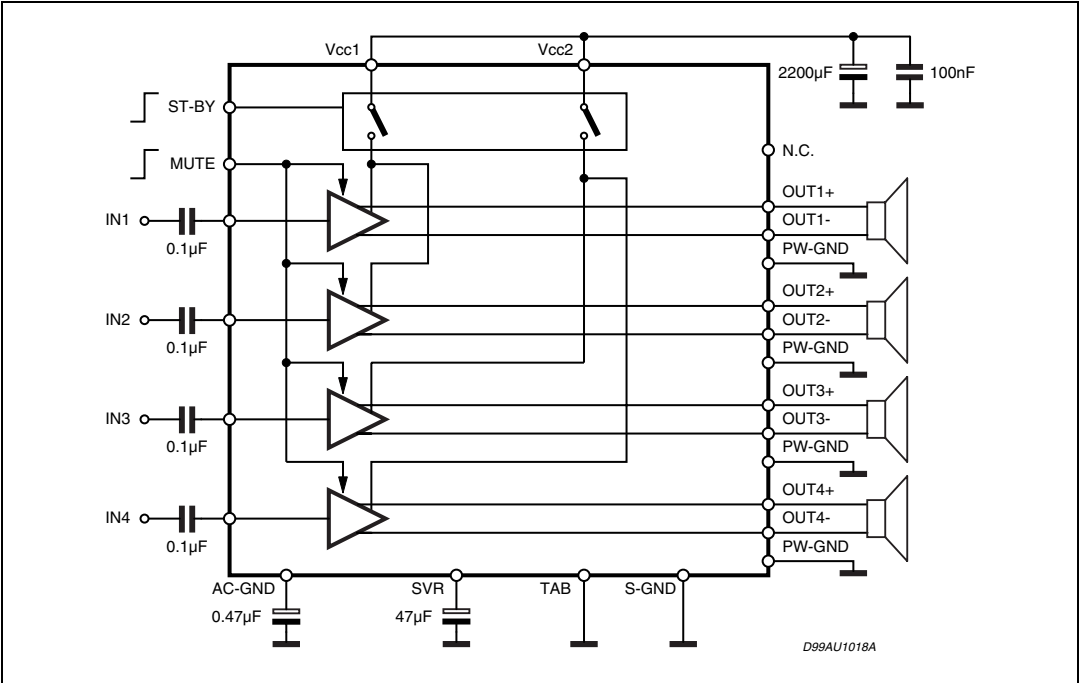 Vcc1 Vcc2
2200µF 100nF
ST-BY
N.C.
MUTE
OUT1+
IN1 OUT1-
0.1µF PW-GND
OUT2+
IN2 OUT2-
0.1µF PW-GND
OUT3+
IN3 OUT3-
0.1µF PW-GND
OUT4+
IN4 OUT4-
0.1µF PW-GND
AC-GND SVR TAB S-GND
0.47µF 47µF
D99AU1018A